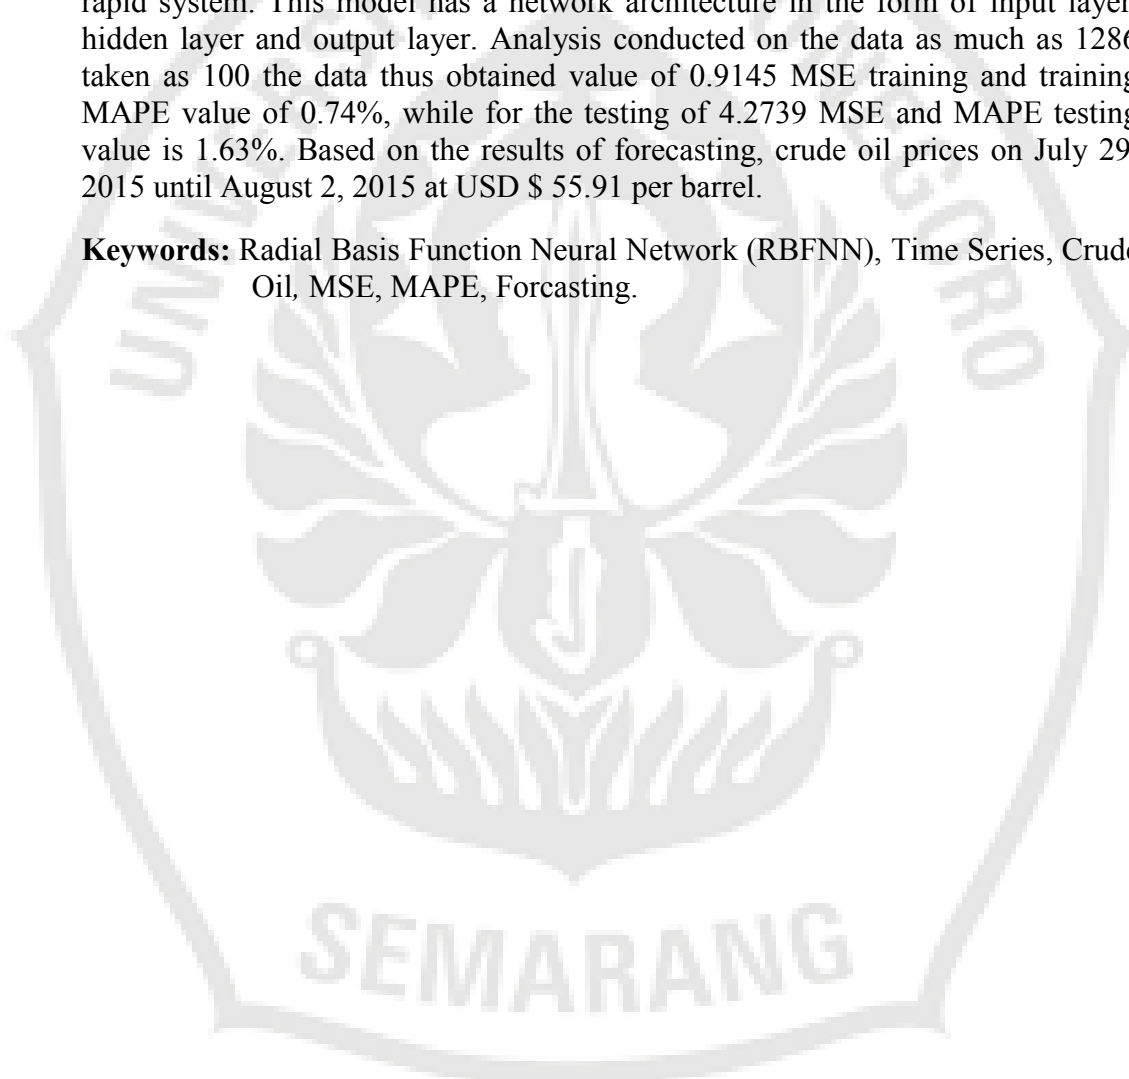 rapid system. This model has a network architecture in the form of input layer
hidden layer and output layer. Analysis conducted on the data as much as 1286
taken as 100 the data thus obtained value of 0.9145 MSE training and training
MAPE value of 0.74%, while for the testing of 4.2739 MSE and MAPE testing
value is 1.63%. Based on the results of forecasting, crude oil prices on July 29
2015 until August 2, 2015 at USD $ 55.91 per barrel.
Keywords: Radial Basis Function Neural Network (RBFNN), Time Series, Crude
Oil, MSE, MAPE, Forcasting.
SEMARANG